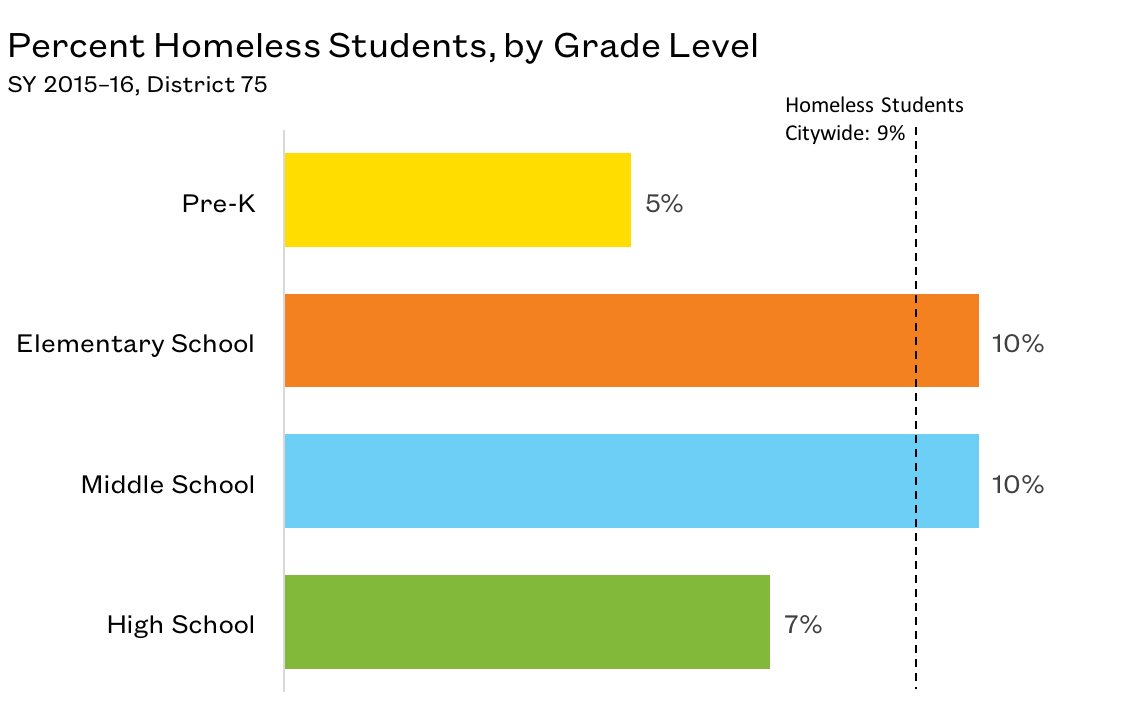 Percent Homeless Students, by Grade Level
SY 2015–16, District 75
Homeless Students
Citywide: 9%
Pre-K
5%
Elementary School
10%
Middle School
10%
High School
7%